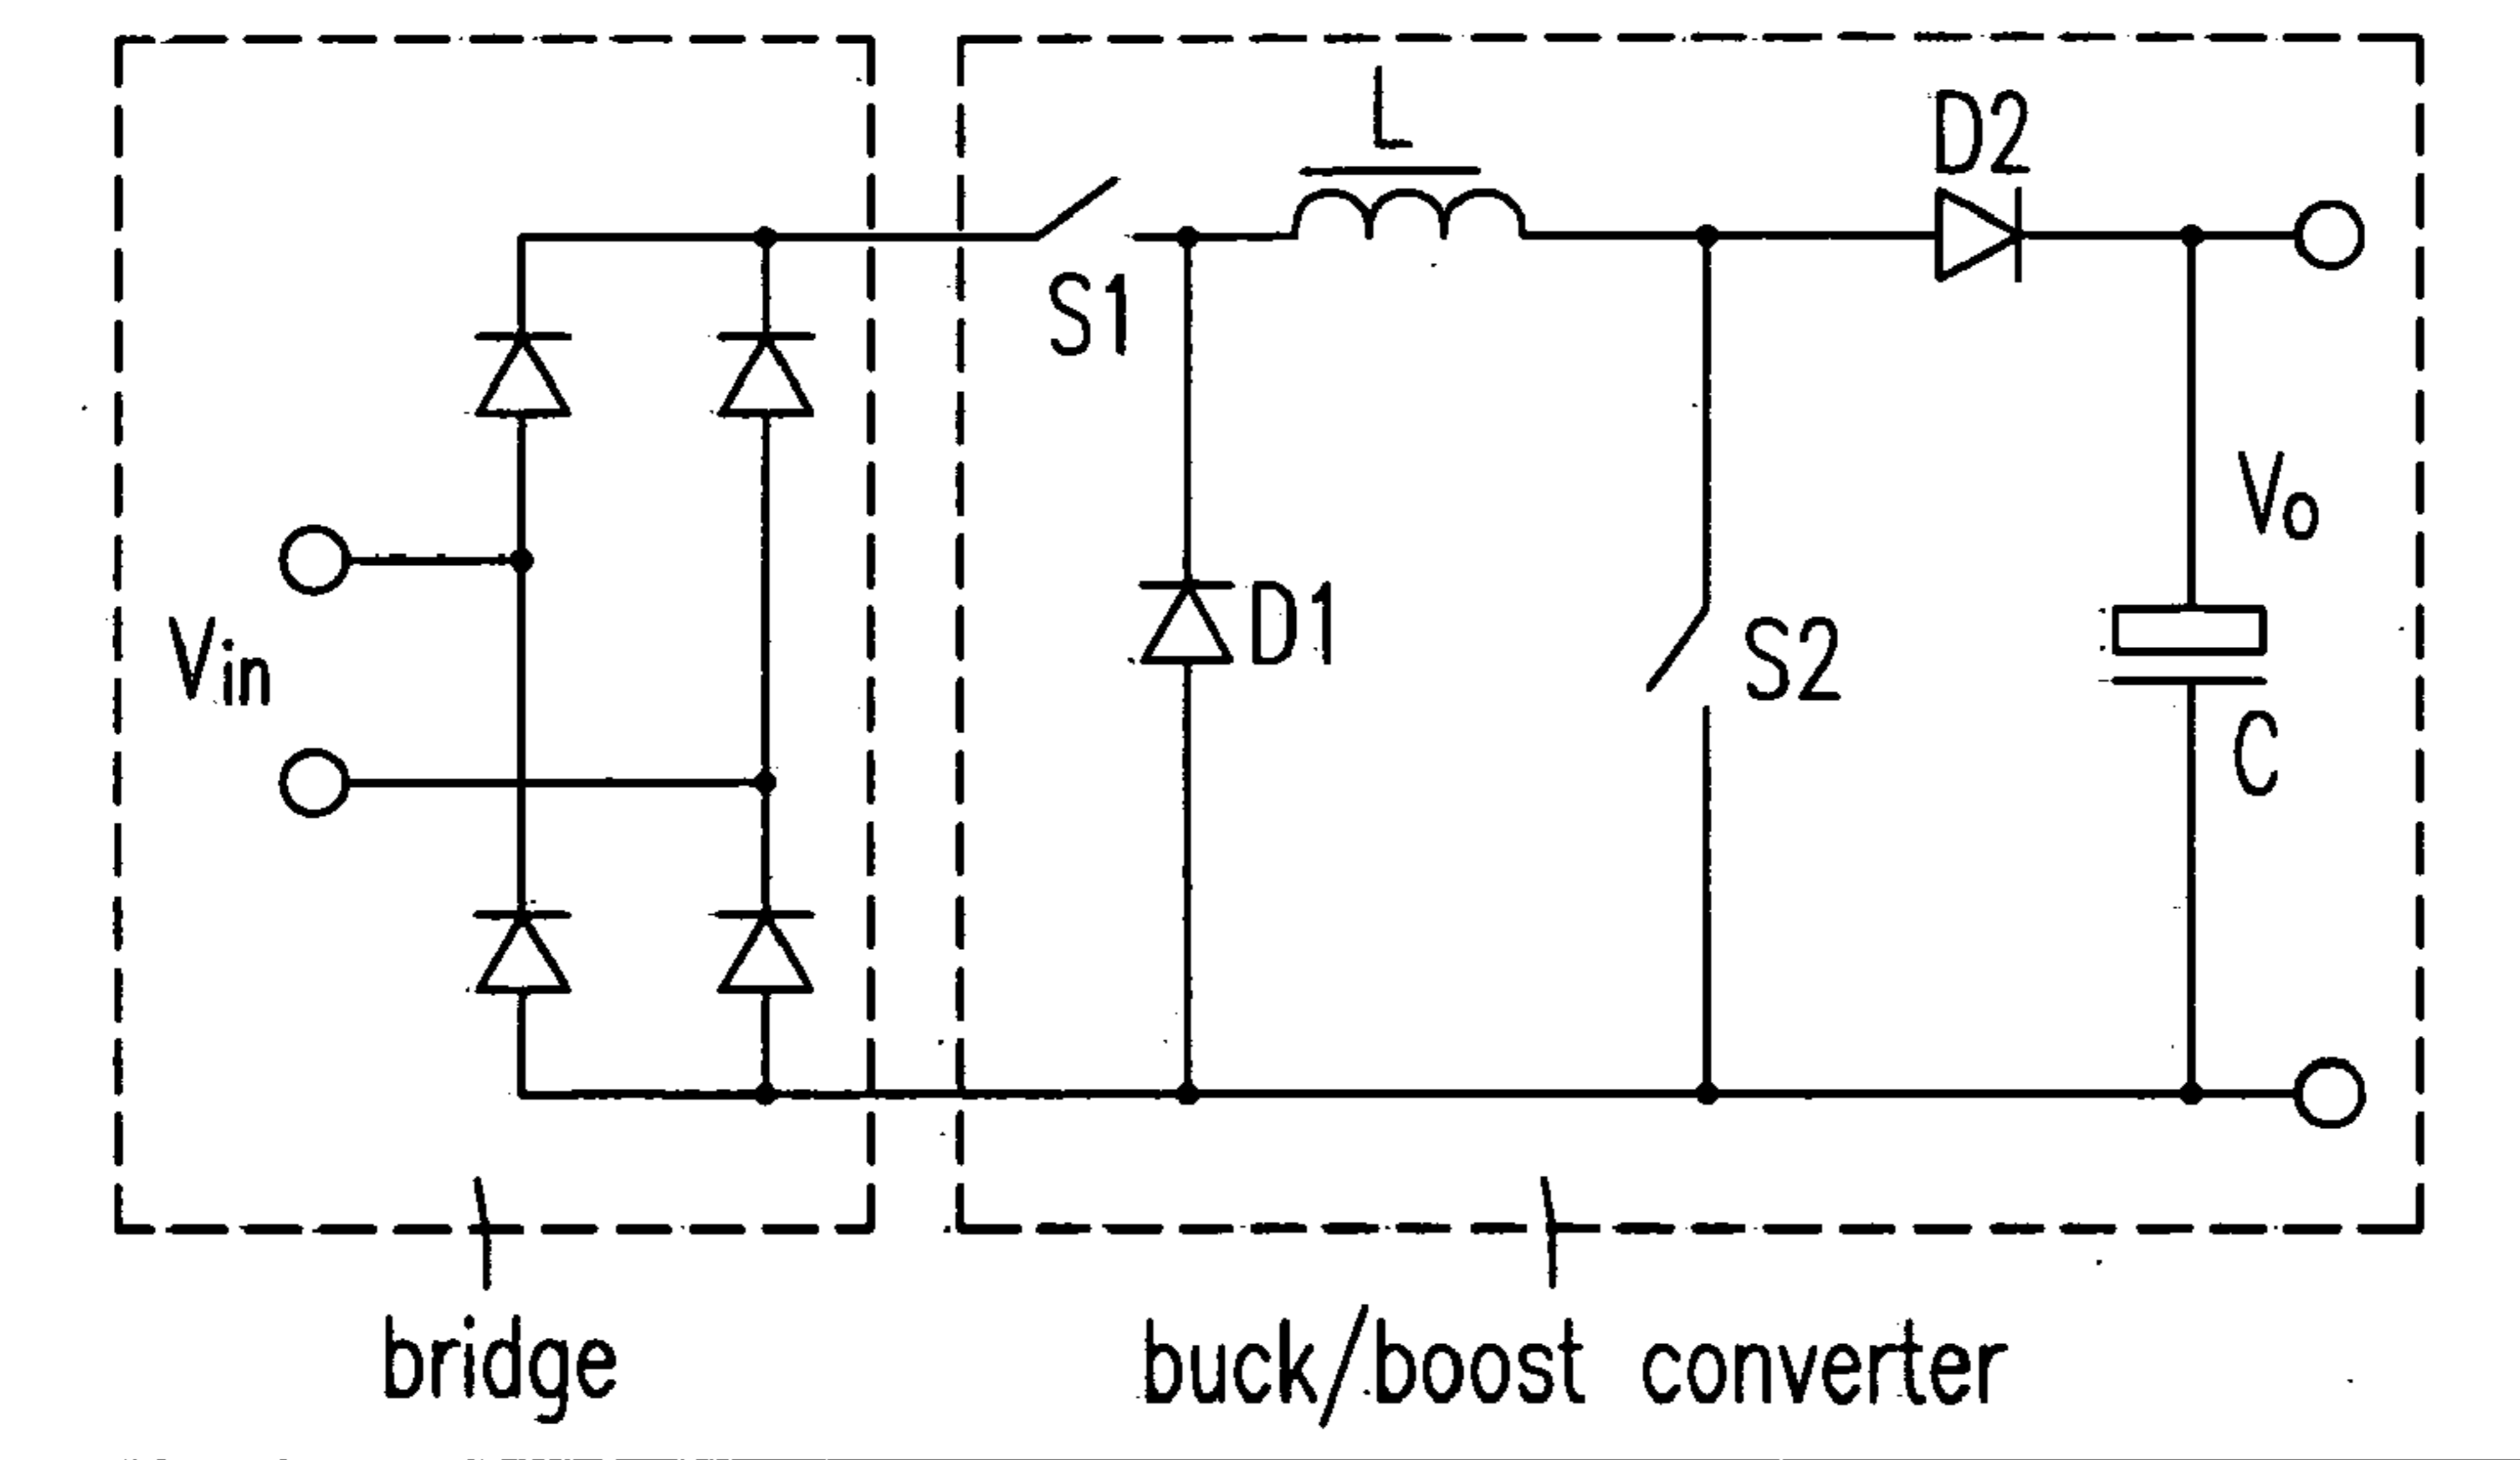 L
D2
S1
Vo
D1
S2
Vin
C
bridge
buck/boost converter